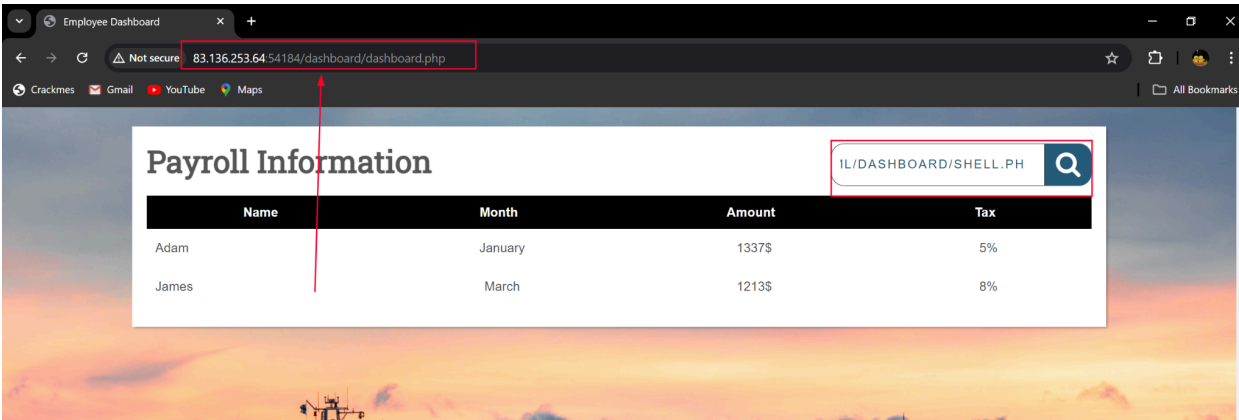 Employee Dashboard
Not secure 83.136.253.64:54184/dashboard/dashboard.php
Crackmes Gmail YouTube Maps All Bookmarks
Payroll Information
1L/DASHBOARD/SHELL.PH
Name Month Amount Tax
Adam January 1337$ 5%
James March 1213$ 8%